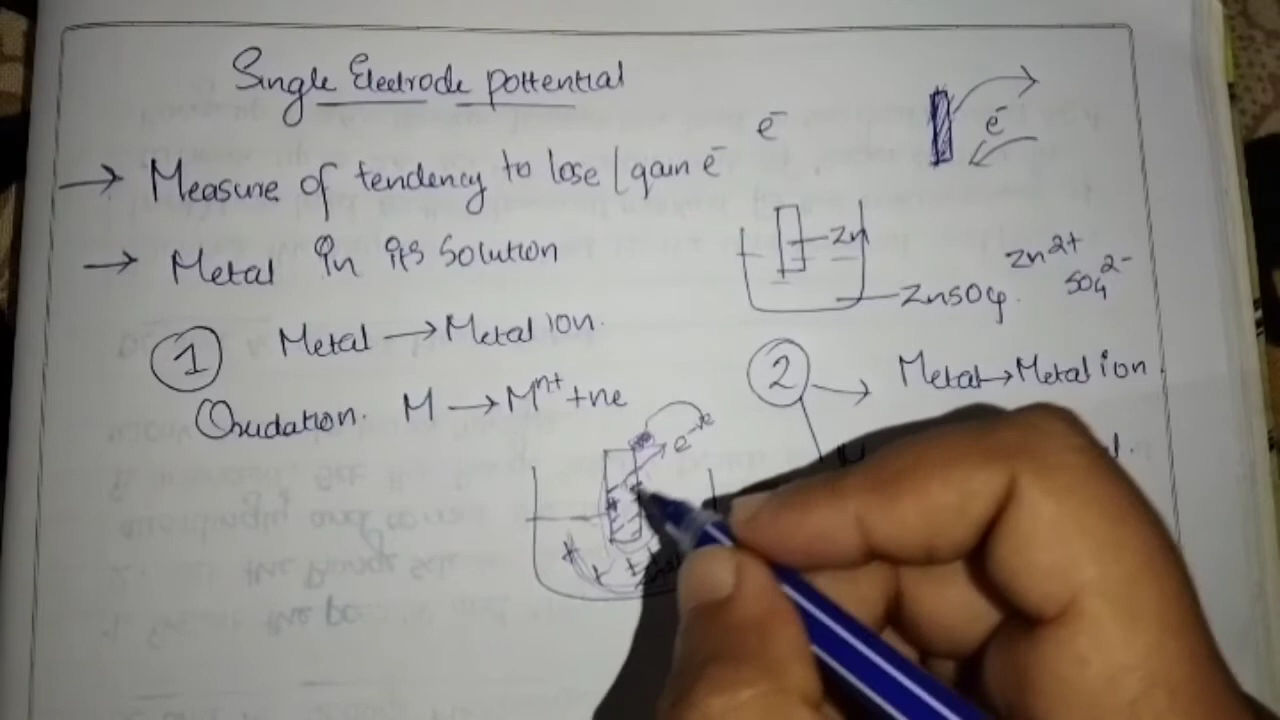 Single Electrode pottential
e⁻
e⁻
→ Measure of tendency to lose / gain e⁻
→ Metal in its solution
Zn
ZnSO4. Zn²⁺ SO₄²⁻
① Metal → Metal ion.
Oxidation. M → Mⁿ⁺ + ne
e⁻
② → Metal → Metal ion